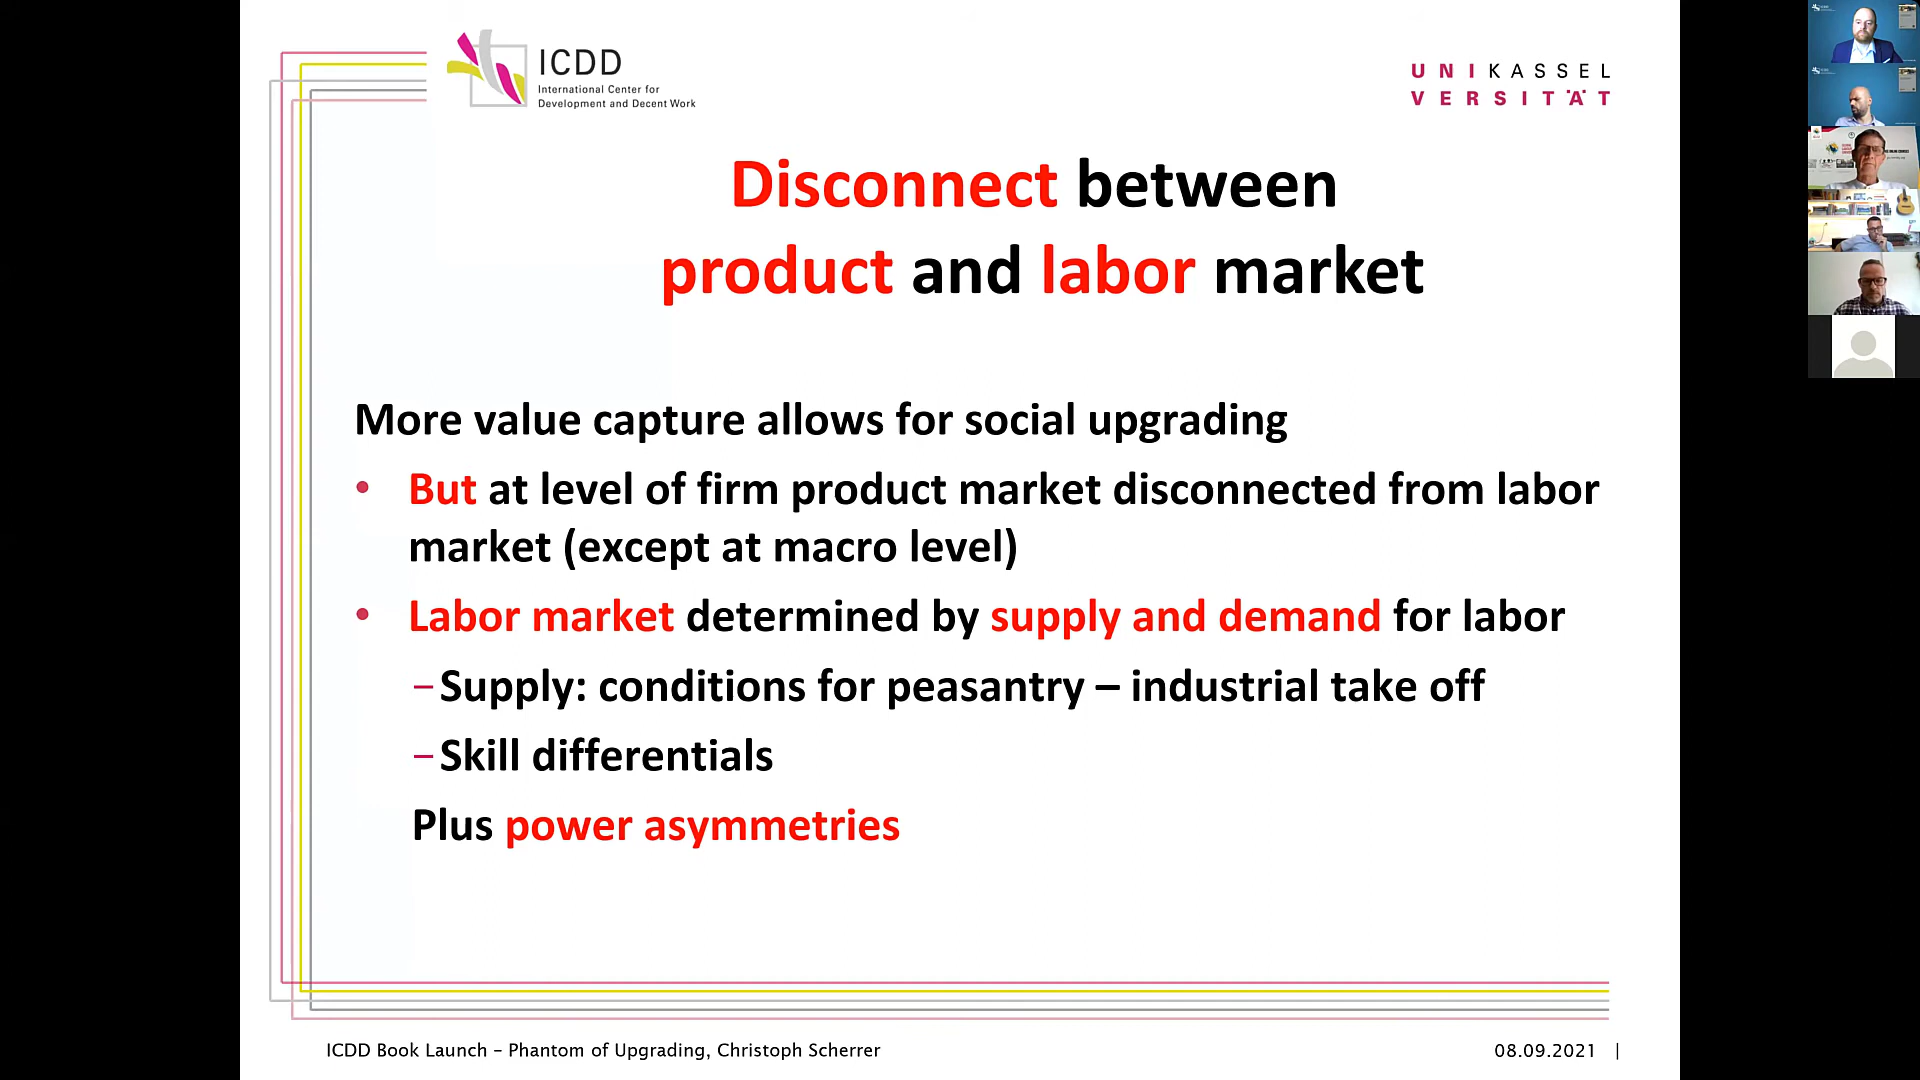 ICDD
International Center for
Development and Decent Work
UNIKASSEL
VERSITÄT
Disconnect between
product and labor market
More value capture allows for social upgrading
• But at level of firm product market disconnected from labor
market (except at macro level)
• Labor market determined by supply and demand for labor
–Supply: conditions for peasantry – industrial take off
–Skill differentials
Plus power asymmetries
ICDD Book Launch – Phantom of Upgrading, Christoph Scherrer
08.09.2021 |